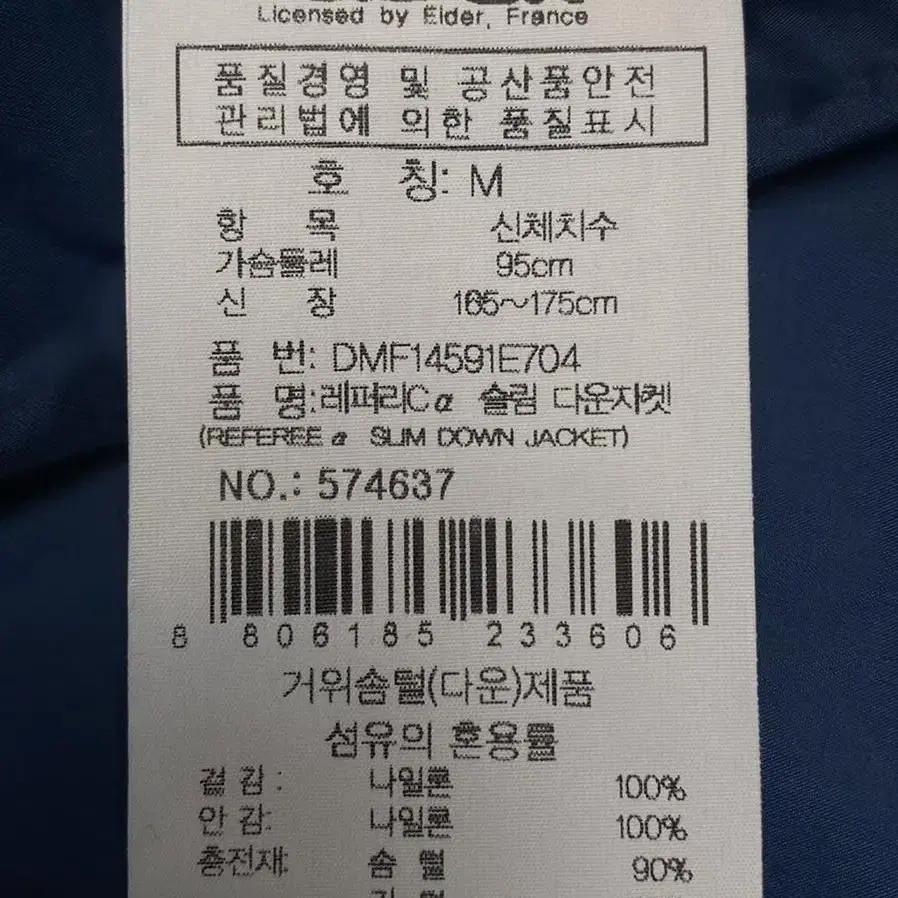 Licensed by Eider, France
품질경영 및 공산품안전
관리법에 의한 품질표시
호 칭: M
항 목 신체치수
가슴둘레 95cm
신 장 165~175cm
품 번: DMF14591E704
품 명:레퍼리Cα 슬림 다운자켓
(REFEREE α SLIM DOWN JACKET)
NO.: 574637
8 806185 233606
거위솜털(다운)제품
섬유의 혼용률
겉감: 나일론 100%
안감: 나일론 100%
충전재: 솜 털 90%